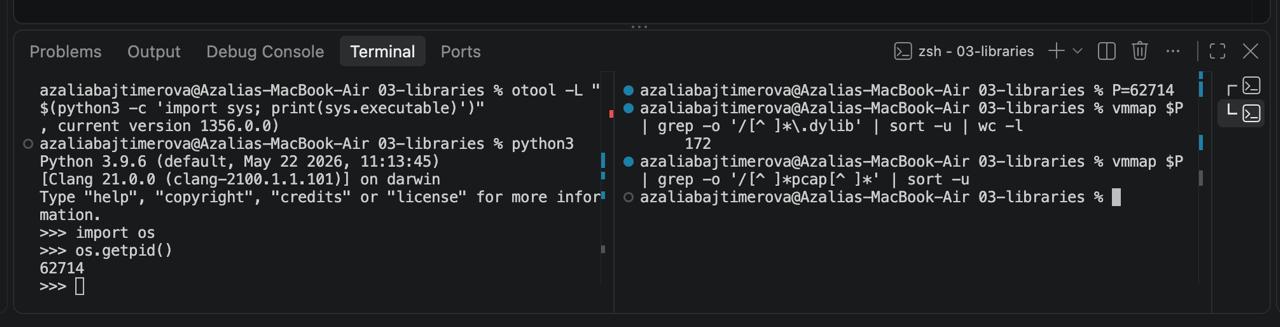 Problems Output Debug Console Terminal Ports
zsh - 03-libraries
azaliabajtimerova@Azalias-MacBook-Air 03-libraries % otool -L "
$(python3 -c 'import sys; print(sys.executable)')"
, current version 1356.0.0)
azaliabajtimerova@Azalias-MacBook-Air 03-libraries % python3
Python 3.9.6 (default, May 22 2026, 11:13:45)
[Clang 21.0.0 (clang-2100.1.1.101)] on darwin
Type "help", "copyright", "credits" or "license" for more infor
mation.
>>> import os
>>> os.getpid()
62714
>>>
azaliabajtimerova@Azalias-MacBook-Air 03-libraries % P=62714
azaliabajtimerova@Azalias-MacBook-Air 03-libraries % vmmap $P
| grep -o '/[^ ]*\.dylib' | sort -u | wc -l
172
azaliabajtimerova@Azalias-MacBook-Air 03-libraries % vmmap $P
| grep -o '/[^ ]*pcap[^ ]*' | sort -u
azaliabajtimerova@Azalias-MacBook-Air 03-libraries %